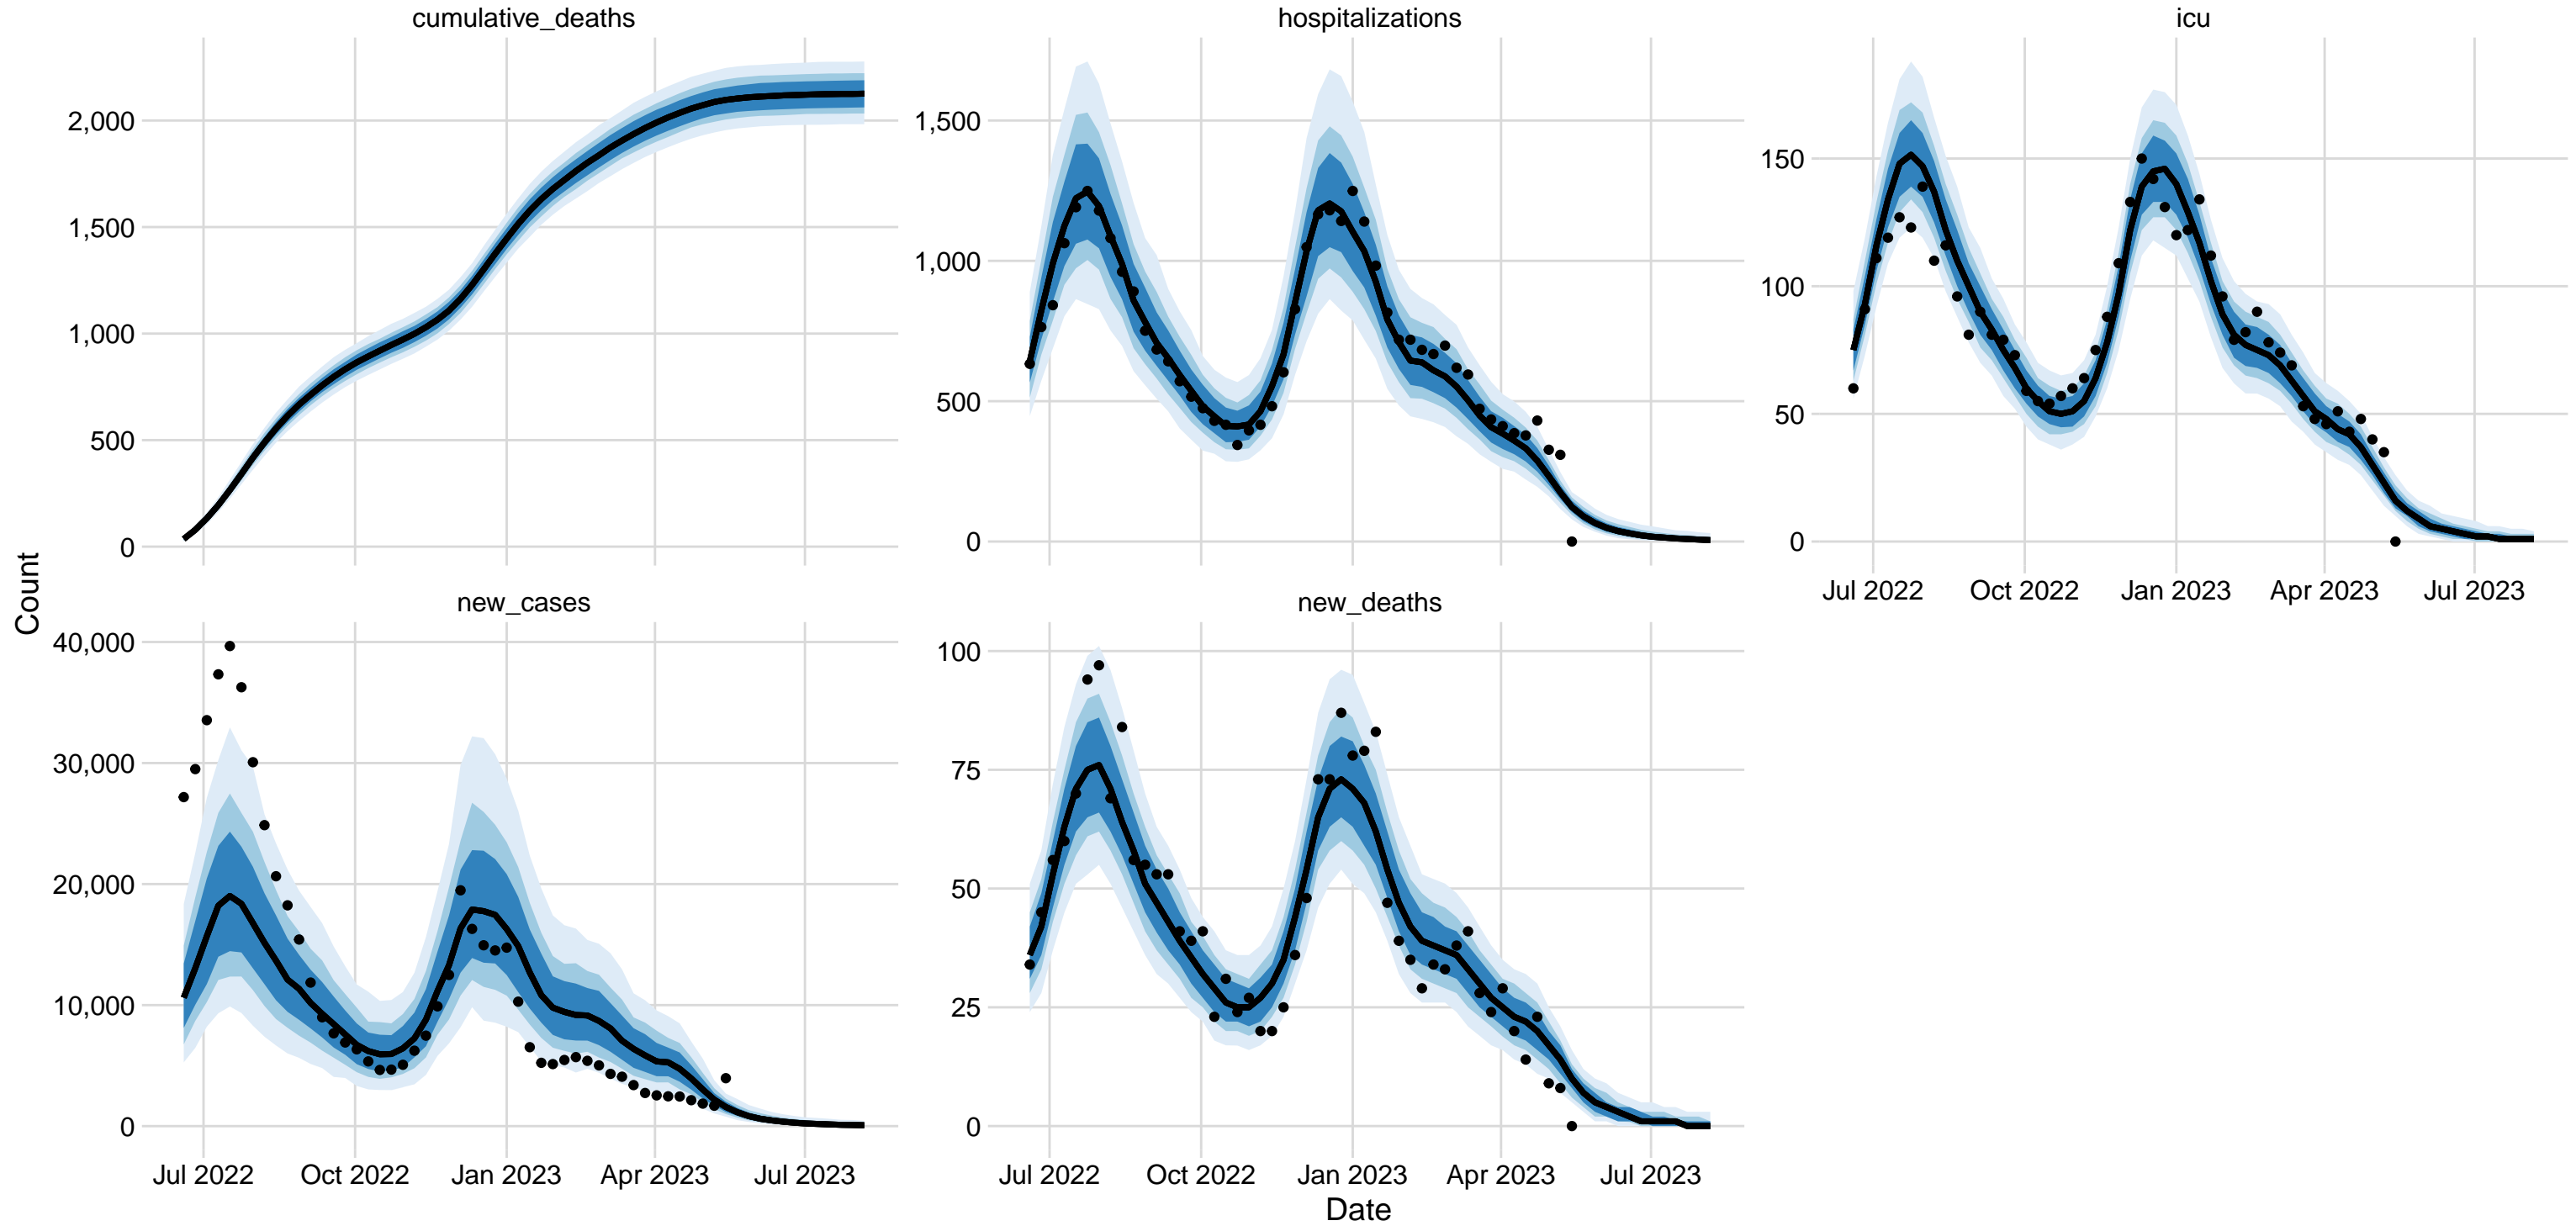 cumulative_deaths
hospitalizations
icu
2,000
1,500
1,000
500
0
1,500
1,000
500
0
150
100
50
0
Jul 2022 Oct 2022 Jan 2023 Apr 2023 Jul 2023
Count
new_cases
new_deaths
40,000
30,000
20,000
10,000
0
100
75
50
25
0
Jul 2022 Oct 2022 Jan 2023 Apr 2023 Jul 2023
Jul 2022 Oct 2022 Jan 2023 Apr 2023 Jul 2023
Date